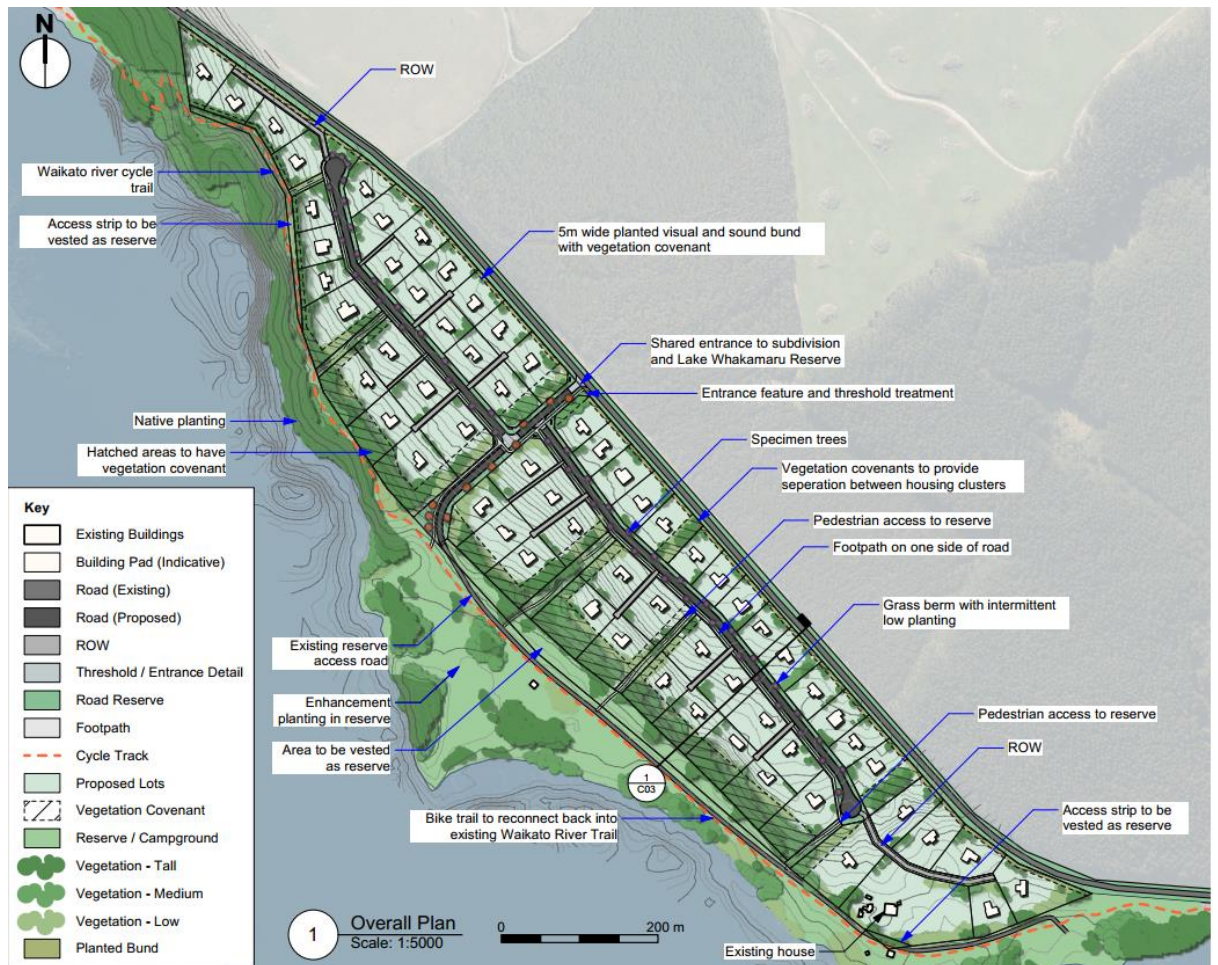 N
ROW
Waikato river cycle
trail
Access strip to be
vested as reserve
5m wide planted visual and sound bund
with vegetation covenant
Shared entrance to subdivision
and Lake Whakamaru Reserve
Entrance feature and threshold treatment
Native planting
Hatched areas to have
vegetation covenant
Specimen trees
Vegetation covenants to provide
seperation between housing clusters
Pedestrian access to reserve
Footpath on one side of road
Grass berm with intermittent
low planting
Existing reserve
access road
Enhancement
planting in reserve
Area to be vested
as reserve
Pedestrian access to reserve
ROW
1
C03
Bike trail to reconnect back into
existing Waikato River Trail
Access strip to be
vested as reserve
Existing house
Key
Existing Buildings
Building Pad (Indicative)
Road (Existing)
Road (Proposed)
ROW
Threshold / Entrance Detail
Road Reserve
Footpath
Cycle Track
Proposed Lots
Vegetation Covenant
Reserve / Campground
Vegetation - Tall
Vegetation - Medium
Vegetation - Low
Planted Bund
1
Overall Plan
Scale: 1:5000
0 200 m